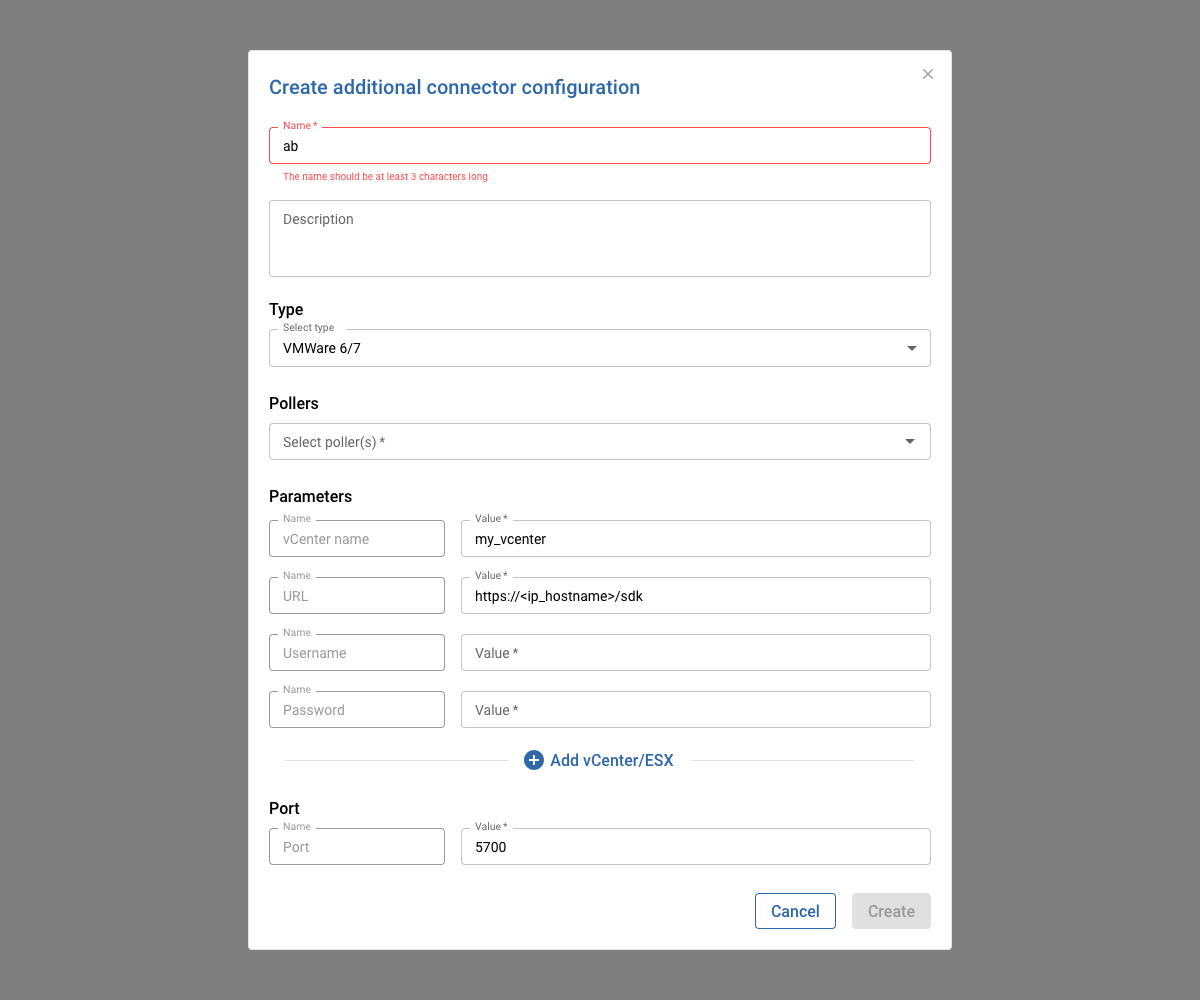 Create additional connector configuration
Name *
ab
The name should be at least 3 characters long
Description
Type
Select type
VMWare 6/7
Pollers
Select poller(s) *
Parameters
Name
vCenter name
Value *
my_vcenter
Name
URL
Value *
https://<ip_hostname>/sdk
Name
Username
Value *
Name
Password
Value *
Add vCenter/ESX
Port
Name
Port
Value *
5700
Cancel
Create